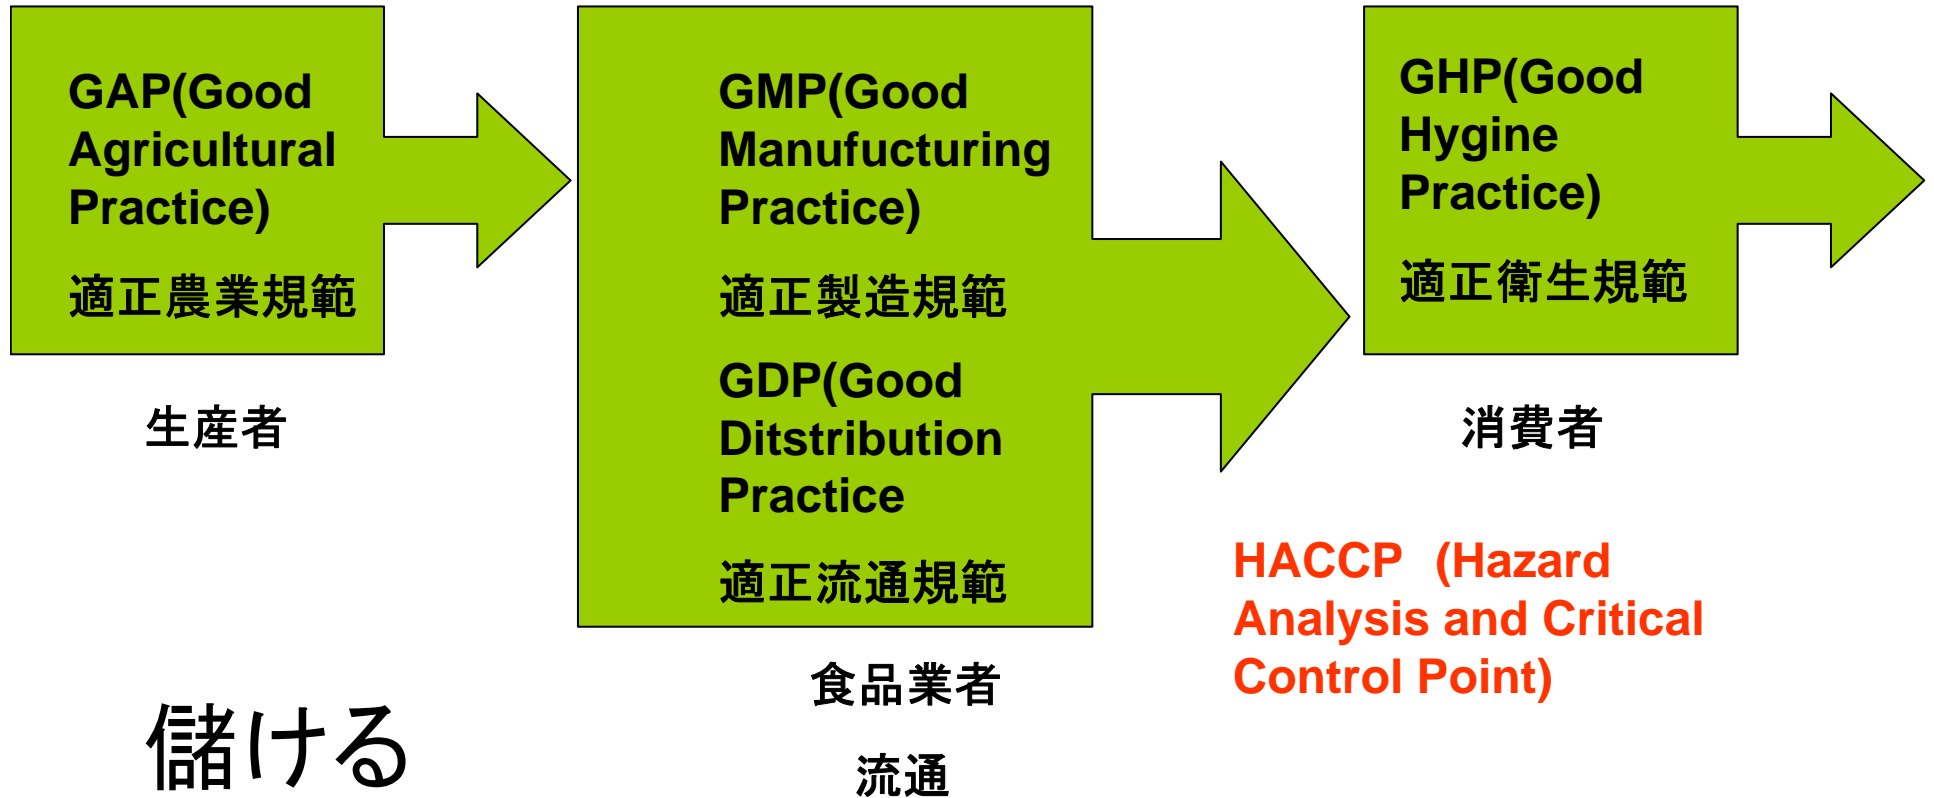 GAP(Good
Agricultural
Practice)
適正農業規範
生産者
GMP(Good
Manufucturing
Practice)
適正製造規範
GDP(Good
Ditstribution
Practice
適正流通規範
食品業者
流通
GHP(Good
Hygine
Practice)
適正衛生規範
消費者
HACCP (Hazard
Analysis and Critical
Control Point)
儲ける